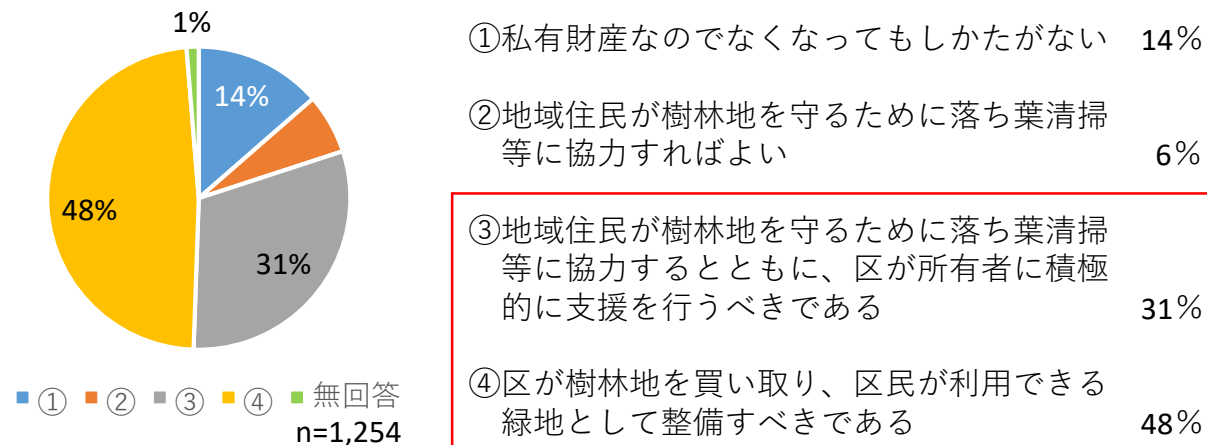 1%
14%
48%
31%
① ② ③ ④ 無回答
n=1,254
①私有財産なのでなくなってもしかたがない 14%
②地域住民が樹林地を守るために落ち葉清掃
等に協力すればよい 6%
③地域住民が樹林地を守るために落ち葉清掃
等に協力するとともに、区が所有者に積極
的に支援を行うべきである 31%
④区が樹林地を買い取り、区民が利用できる
緑地として整備すべきである 48%